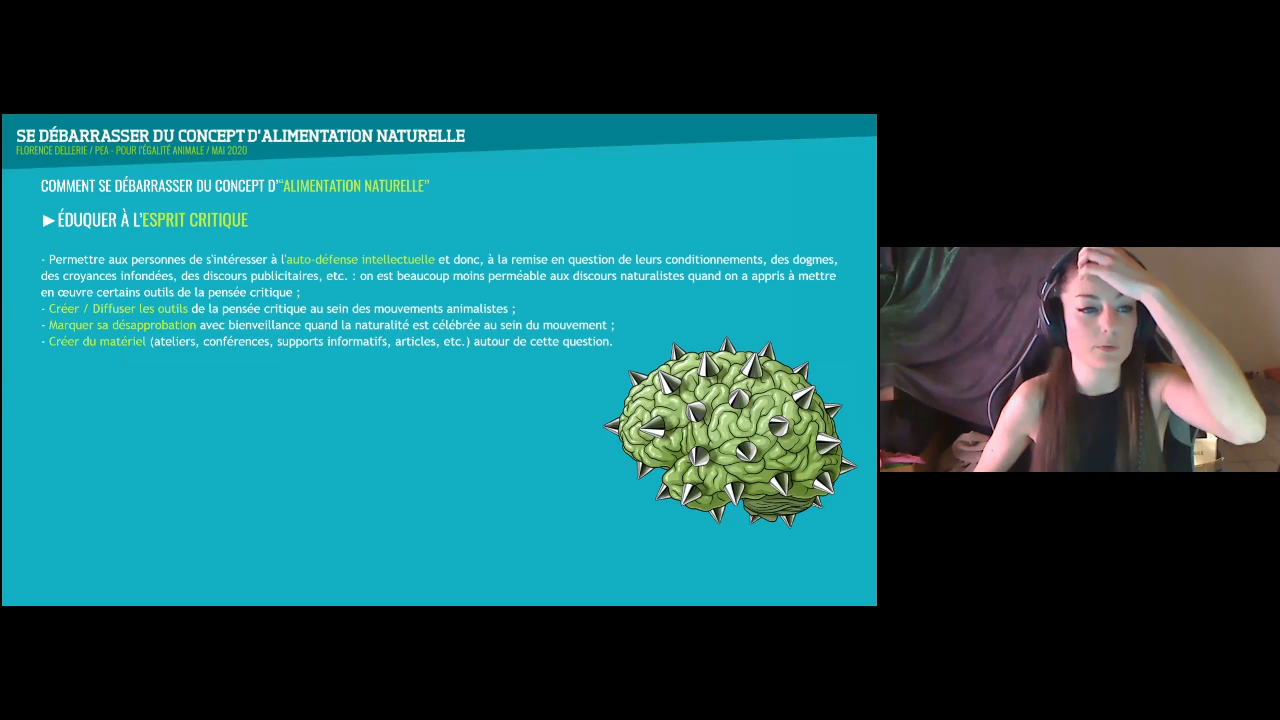 SE DÉBARRASSER DU CONCEPT D'ALIMENTATION NATURELLE
FLORENCE DELLERIE / PEA - POUR L'ÉGALITÉ ANIMALE / MAI 2020
COMMENT SE DÉBARRASSER DU CONCEPT D'"ALIMENTATION NATURELLE"
►ÉDUQUER À L'ESPRIT CRITIQUE
- Permettre aux personnes de s'intéresser à l'auto-défense intellectuelle et donc, à la remise en question de leurs conditionnements, des dogmes,
des croyances infondées, des discours publicitaires, etc. : on est beaucoup moins perméable aux discours naturalistes quand on a appris à mettre
en œuvre certains outils de la pensée critique ;
- Créer / Diffuser les outils de la pensée critique au sein des mouvements animalistes ;
- Marquer sa désapprobation avec bienveillance quand la naturalité est célébrée au sein du mouvement ;
- Créer du matériel (ateliers, conférences, supports informatifs, articles, etc.) autour de cette question.